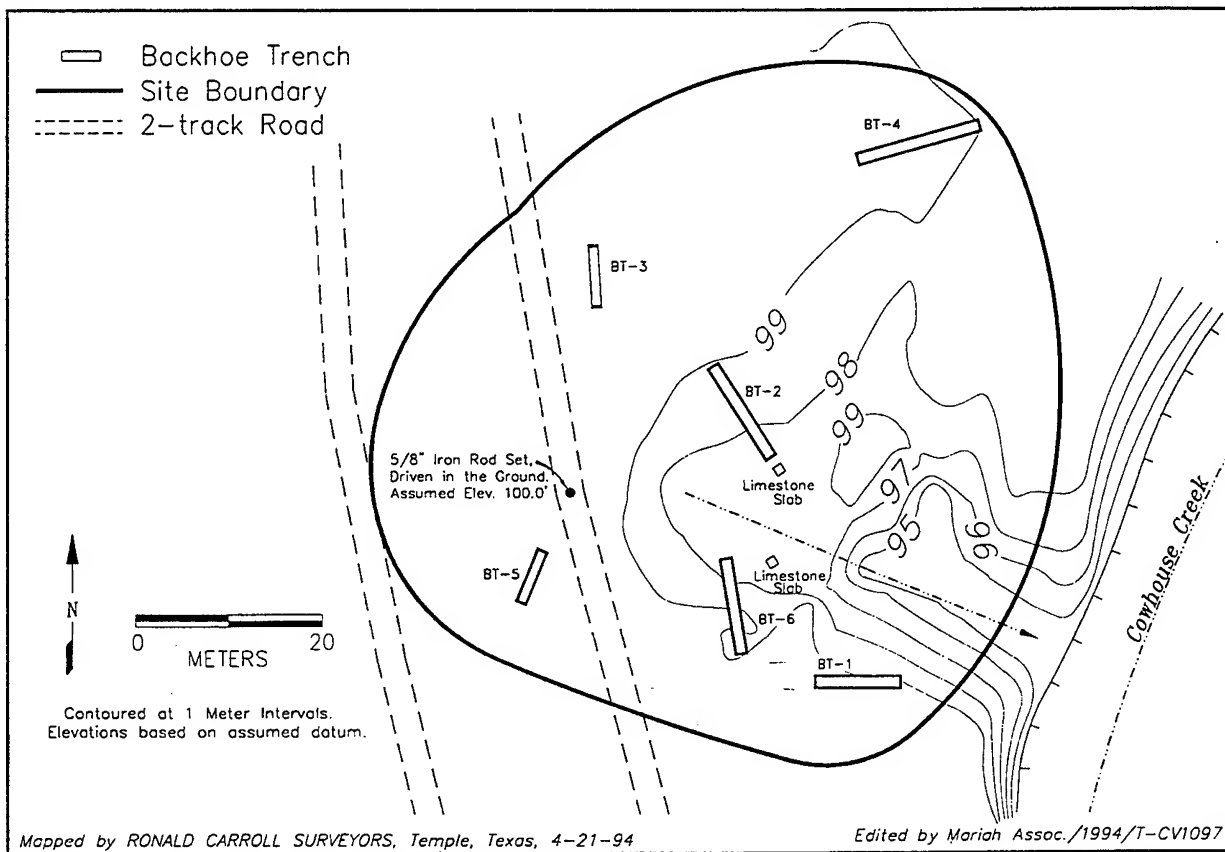 Backhoe Trench
Site Boundary
2-track Road
BT-4
BT-3
99
98
BT-2
99
5/8" Iron Rod Set,
Driven in the Ground.
Assumed Elev. 100.0'
Limestone
Slab
97
95
96
BT-5
Limestone
Slab
BT-6
BT-1
Cowhouse Creek
N
0 20
METERS
Contoured at 1 Meter Intervals.
Elevations based on assumed datum.
Mapped by RONALD CARROLL SURVEYORS, Temple, Texas, 4-21-94
Edited by Mariah Assoc./1994/T-CV1097